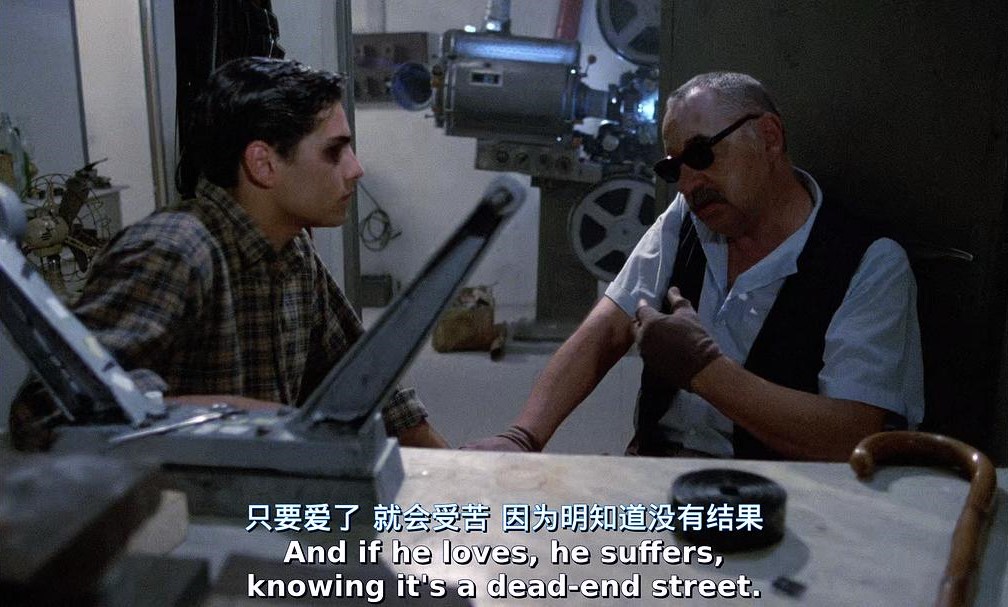 只要爱了 就会受苦 因为明知道没有结果
And if he loves, he suffers,
knowing it's a dead-end street.